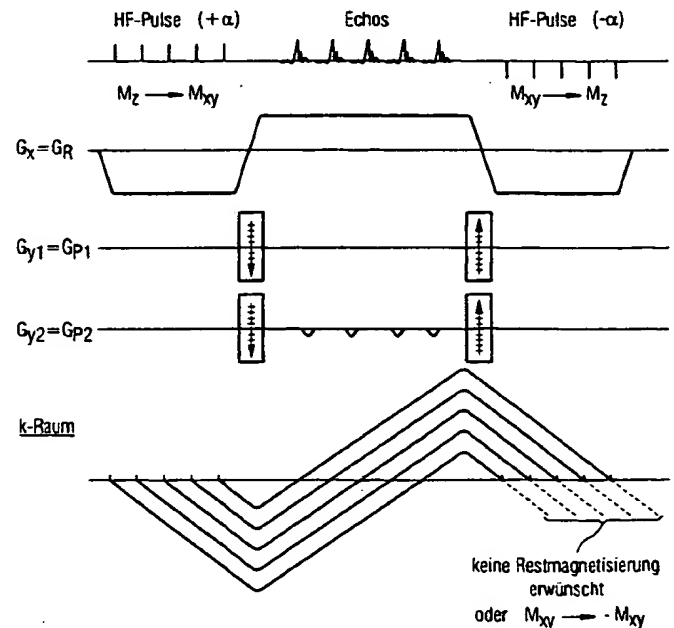 HF-Pulse (+α) Echos HF-Pulse (-α)
Mz → Mxy Mxy → Mz
Gx=GR
Gy1=GP1
Gy2=GP2
k-Raum
keine Restmagnetisierung
erwünscht
oder Mxy → - Mxy